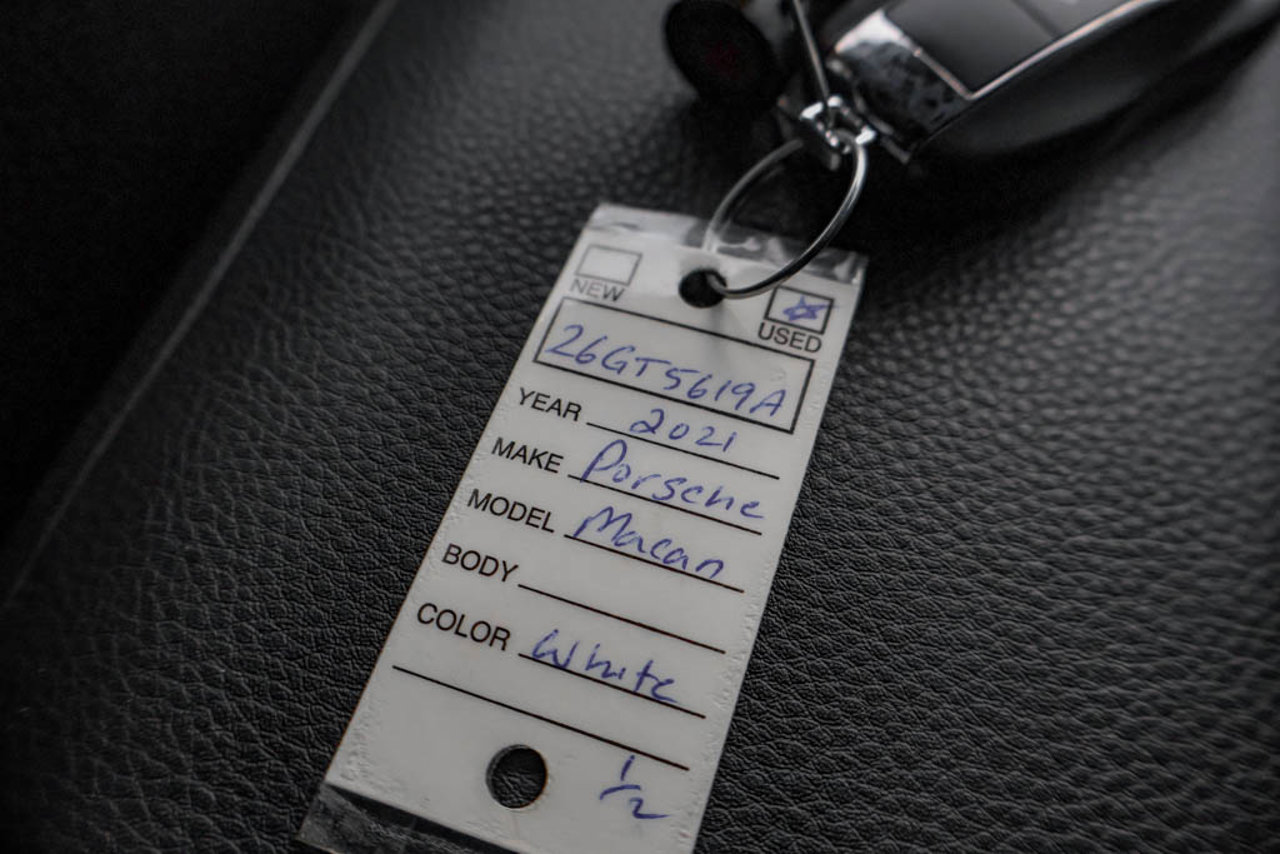 NEW
USED
26GT5619A
YEAR 2021
MAKE Porsche
MODEL Macan
BODY
COLOR White
1/2